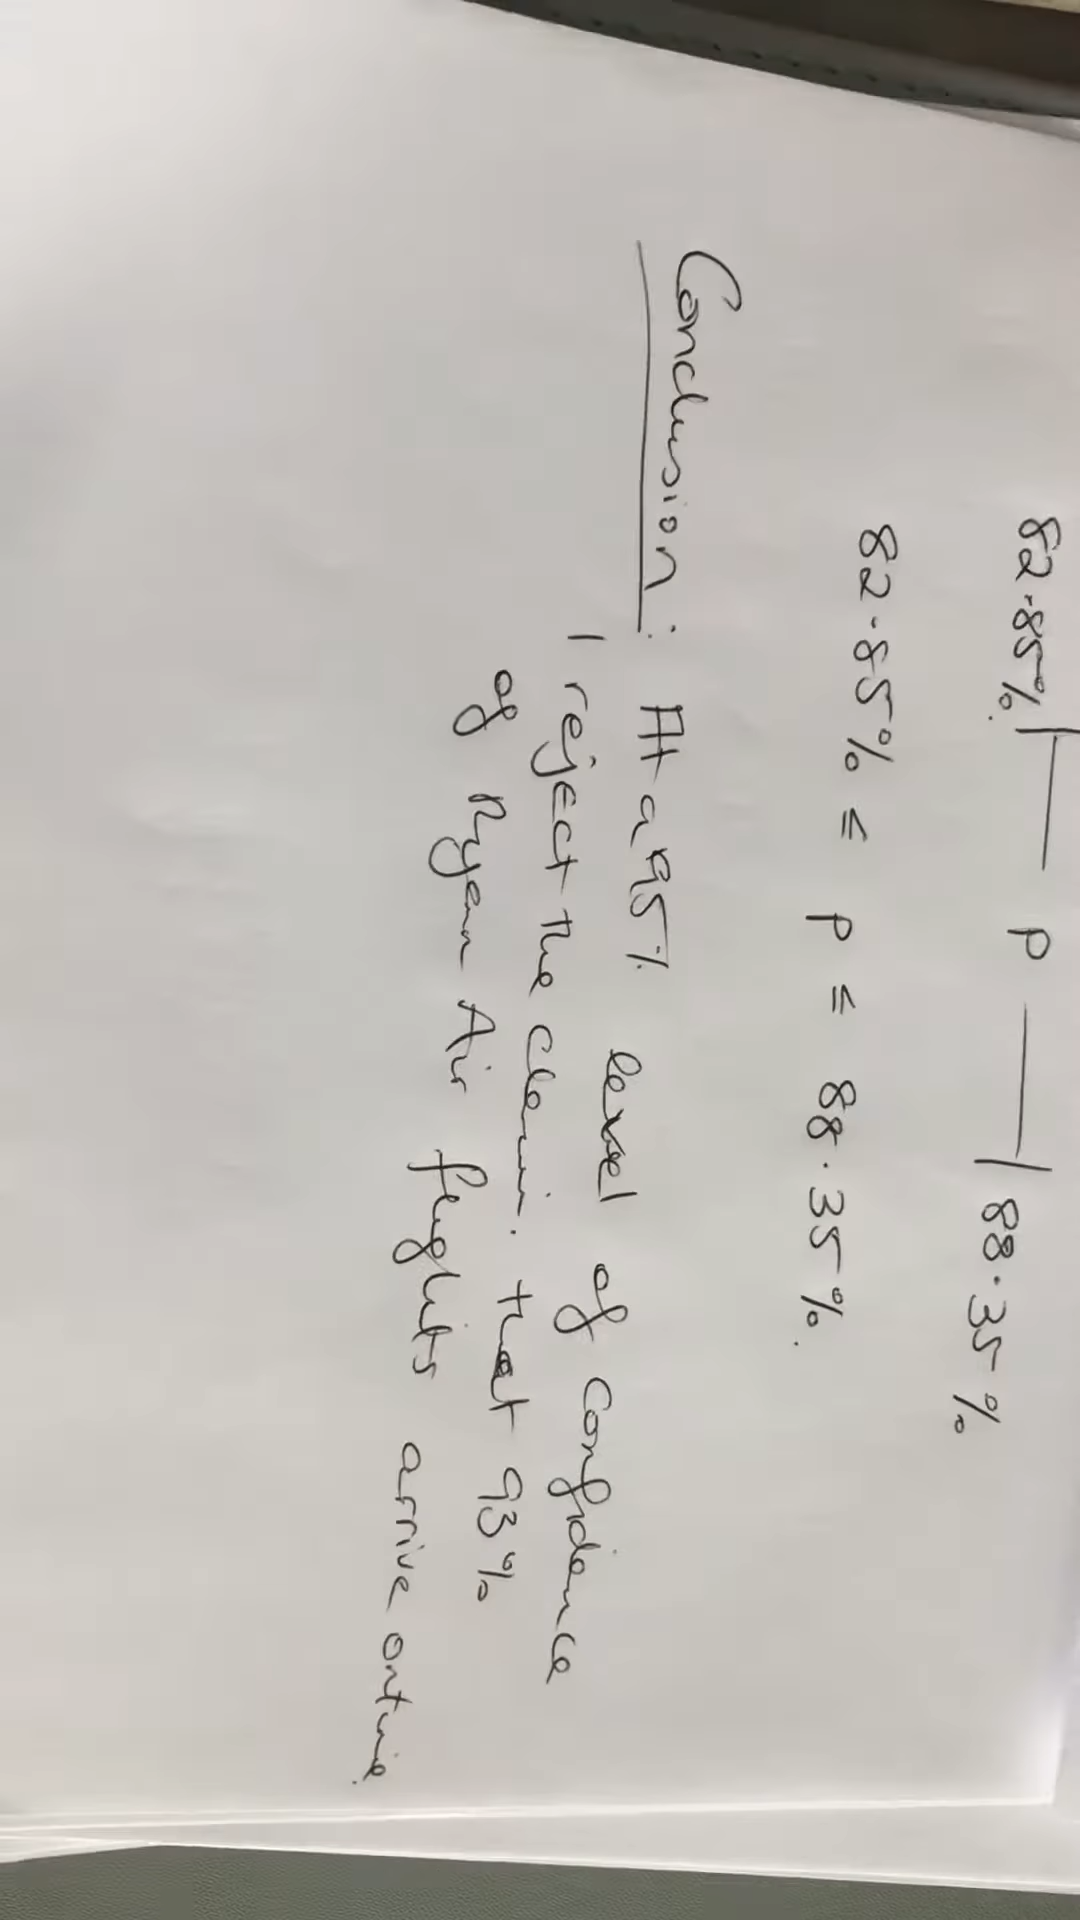 82.85% |— P —| 88.35%
82.85% ≤ P ≤ 88.35%.
Conclusion: At a 95% level of confidence
I reject the claim. that 93%
of Ryan Air flights arrive ontime.